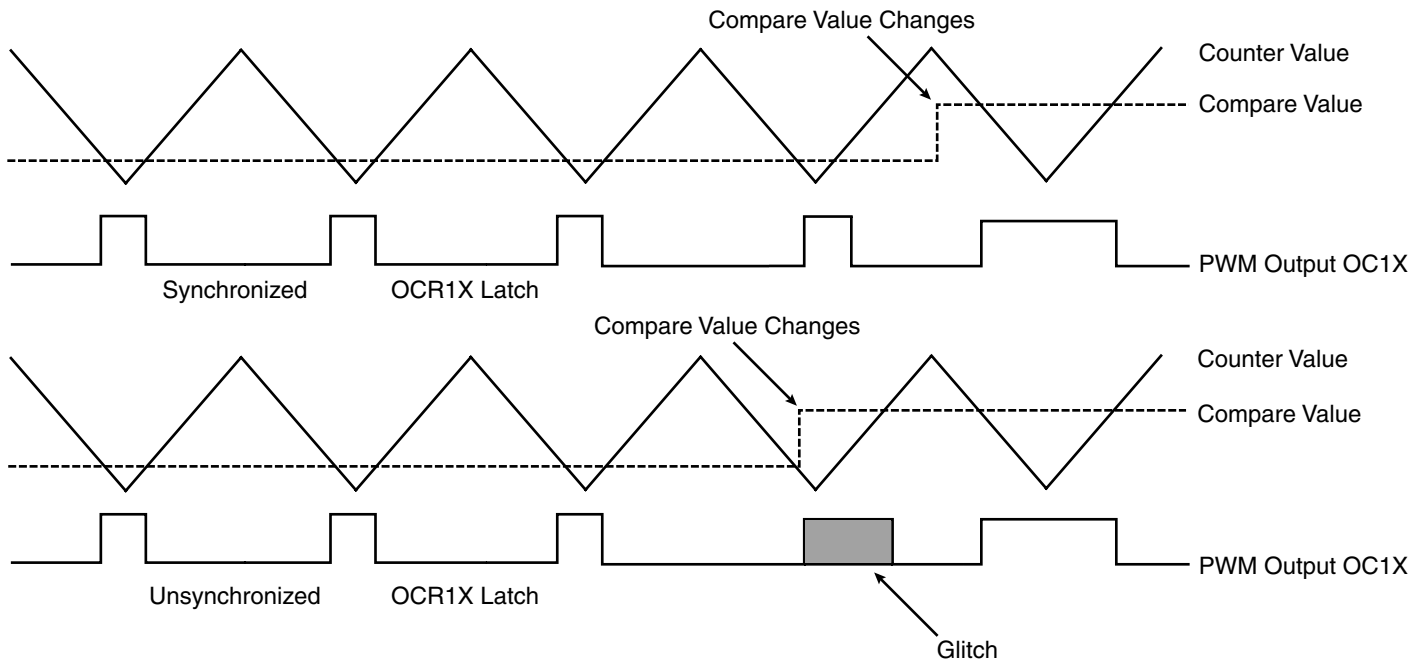 Compare Value Changes
Counter Value
Compare Value
PWM Output OC1X
Synchronized OCR1X Latch
Compare Value Changes
Counter Value
Compare Value
PWM Output OC1X
Unsynchronized OCR1X Latch
Glitch